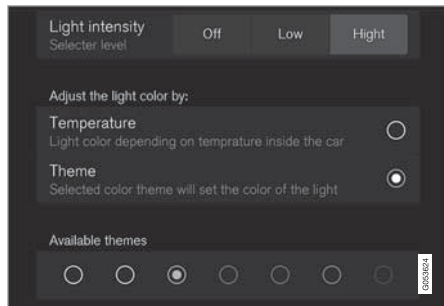 Light intensity
Selecter level
Off
Low
Hight
Adjust the light color by:
Temperature
Light color depending on temprature inside the car
Theme
Selected color theme will set the color of the light
Available themes
G053624